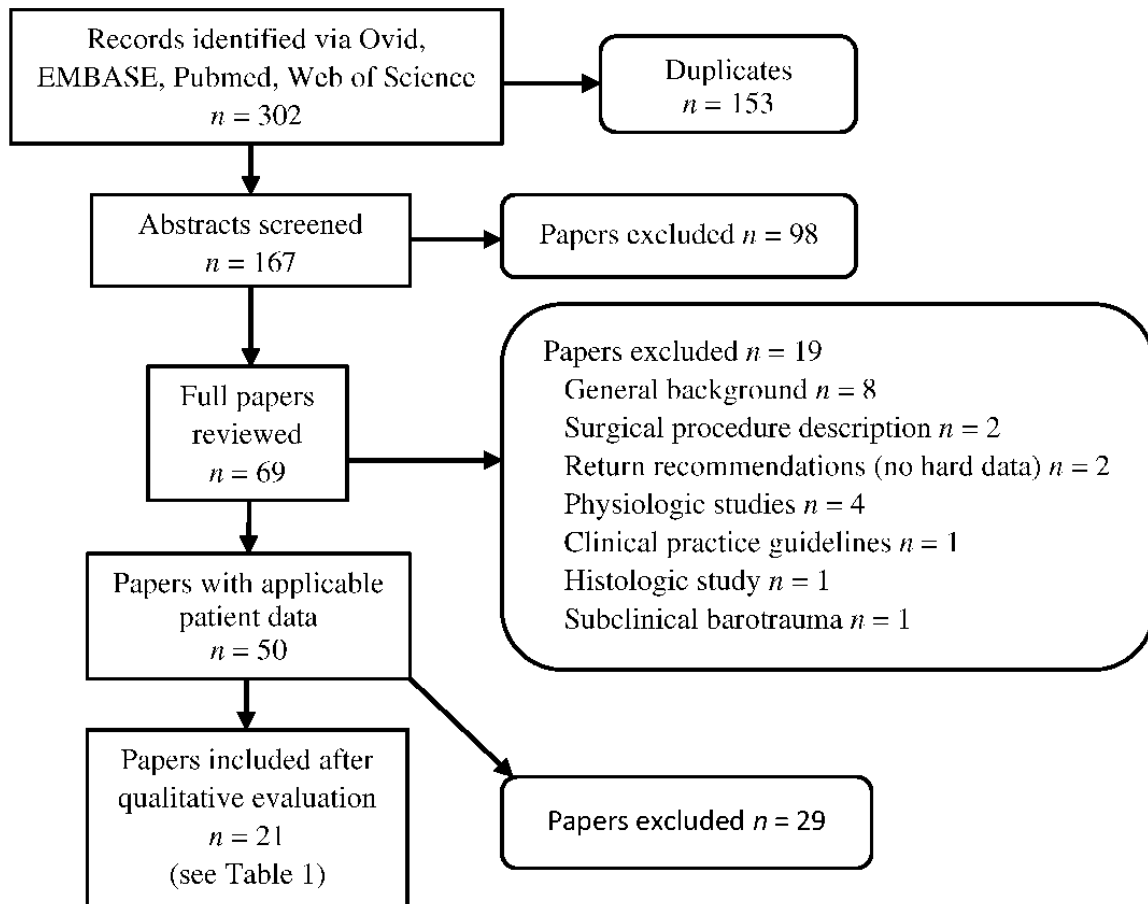 Records identified via Ovid,
EMBASE, Pubmed, Web of Science
n = 302
Duplicates
n = 153
Abstracts screened
n = 167
Papers excluded n = 98
Full papers
reviewed
n = 69
Papers excluded n = 19
General background n = 8
Surgical procedure description n = 2
Return recommendations (no hard data) n = 2
Physiologic studies n = 4
Clinical practice guidelines n = 1
Histologic study n = 1
Subclinical barotrauma n = 1
Papers with applicable
patient data
n = 50
Papers included after
qualitative evaluation
n = 21
(see Table 1)
Papers excluded n = 29